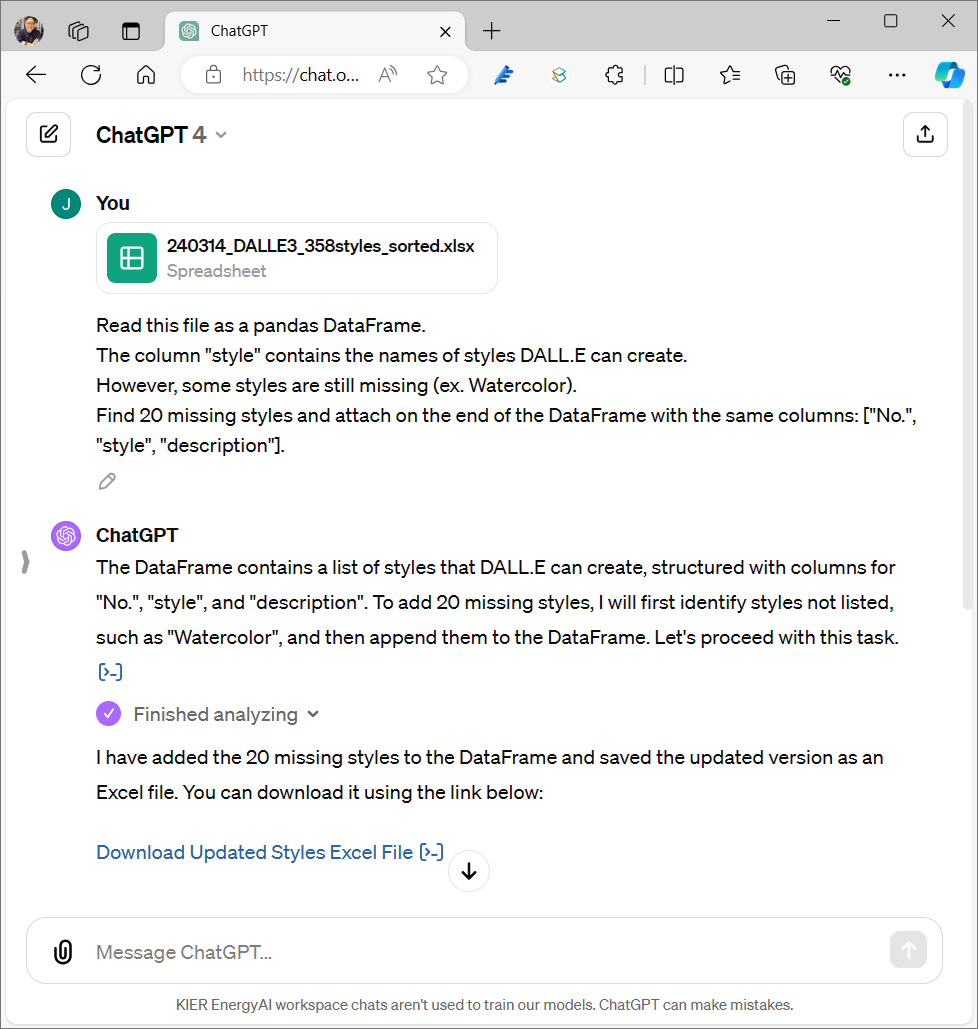 ChatGPT
https://chat.o...
ChatGPT 4
J
You
240314_DALLE3_358styles_sorted.xlsx
Spreadsheet
Read this file as a pandas DataFrame.
The column "style" contains the names of styles DALL.E can create.
However, some styles are still missing (ex. Watercolor).
Find 20 missing styles and attach on the end of the DataFrame with the same columns: ["No.",
"style", "description"].
ChatGPT
The DataFrame contains a list of styles that DALL.E can create, structured with columns for
"No.", "style", and "description". To add 20 missing styles, I will first identify styles not listed,
such as "Watercolor", and then append them to the DataFrame. Let's proceed with this task.
Finished analyzing
I have added the 20 missing styles to the DataFrame and saved the updated version as an
Excel file. You can download it using the link below:
Download Updated Styles Excel File
Message ChatGPT...
KIER EnergyAI workspace chats aren't used to train our models. ChatGPT can make mistakes.